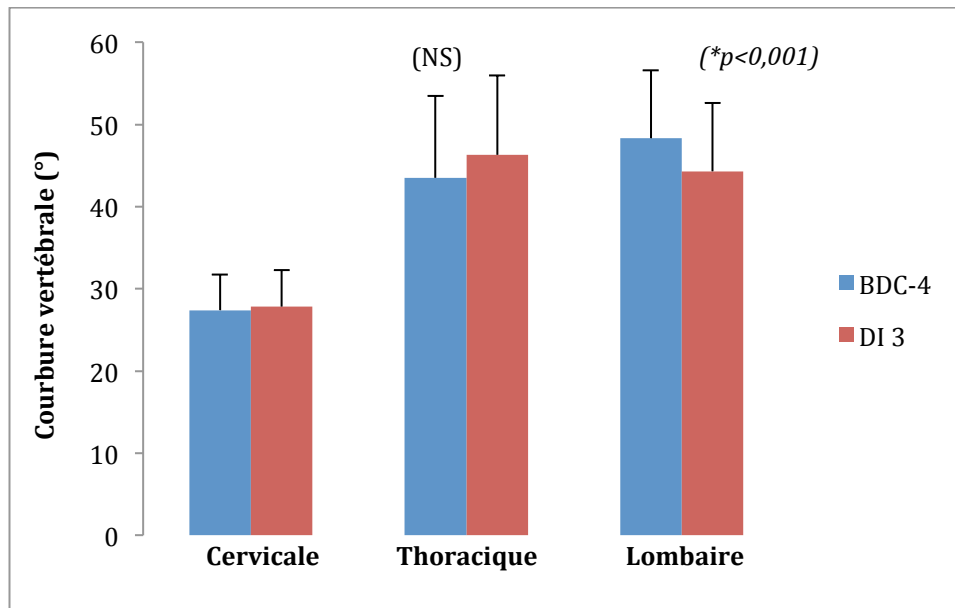 Courbure vertébrale (°)
60
50
40
30
20
10
0
(NS)
(*p<0,001)
Cervicale
Thoracique
Lombaire
BDC-4
DI 3